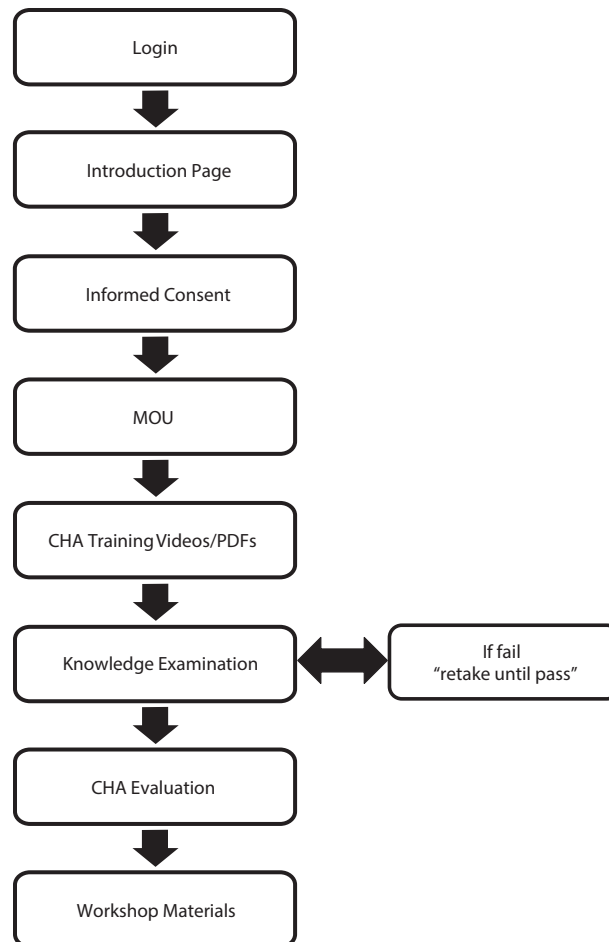 Login
Introduction Page
Informed Consent
MOU
CHA Training Videos/PDFs
Knowledge Examination
If fail
“retake until pass”
CHA Evaluation
Workshop Materials